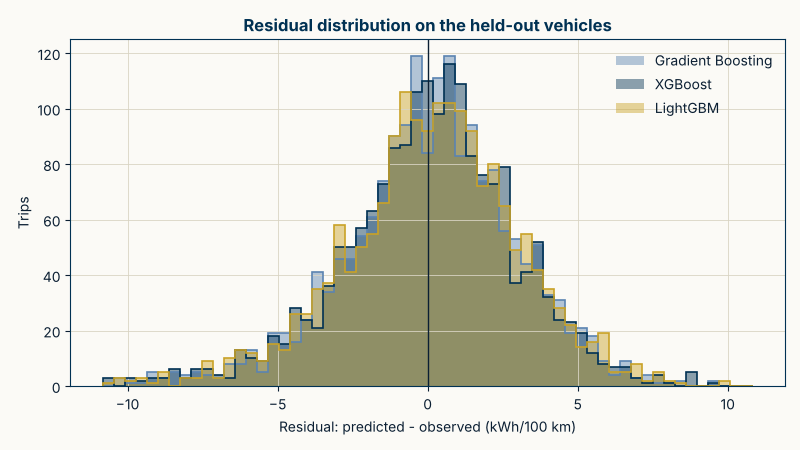 Residual distribution on the held-out vehicles
Gradient Boosting
XGBoost
LightGBM
Trips
120
100
80
60
40
20
0
−10
−5
0
5
10
Residual: predicted - observed (kWh/100 km)